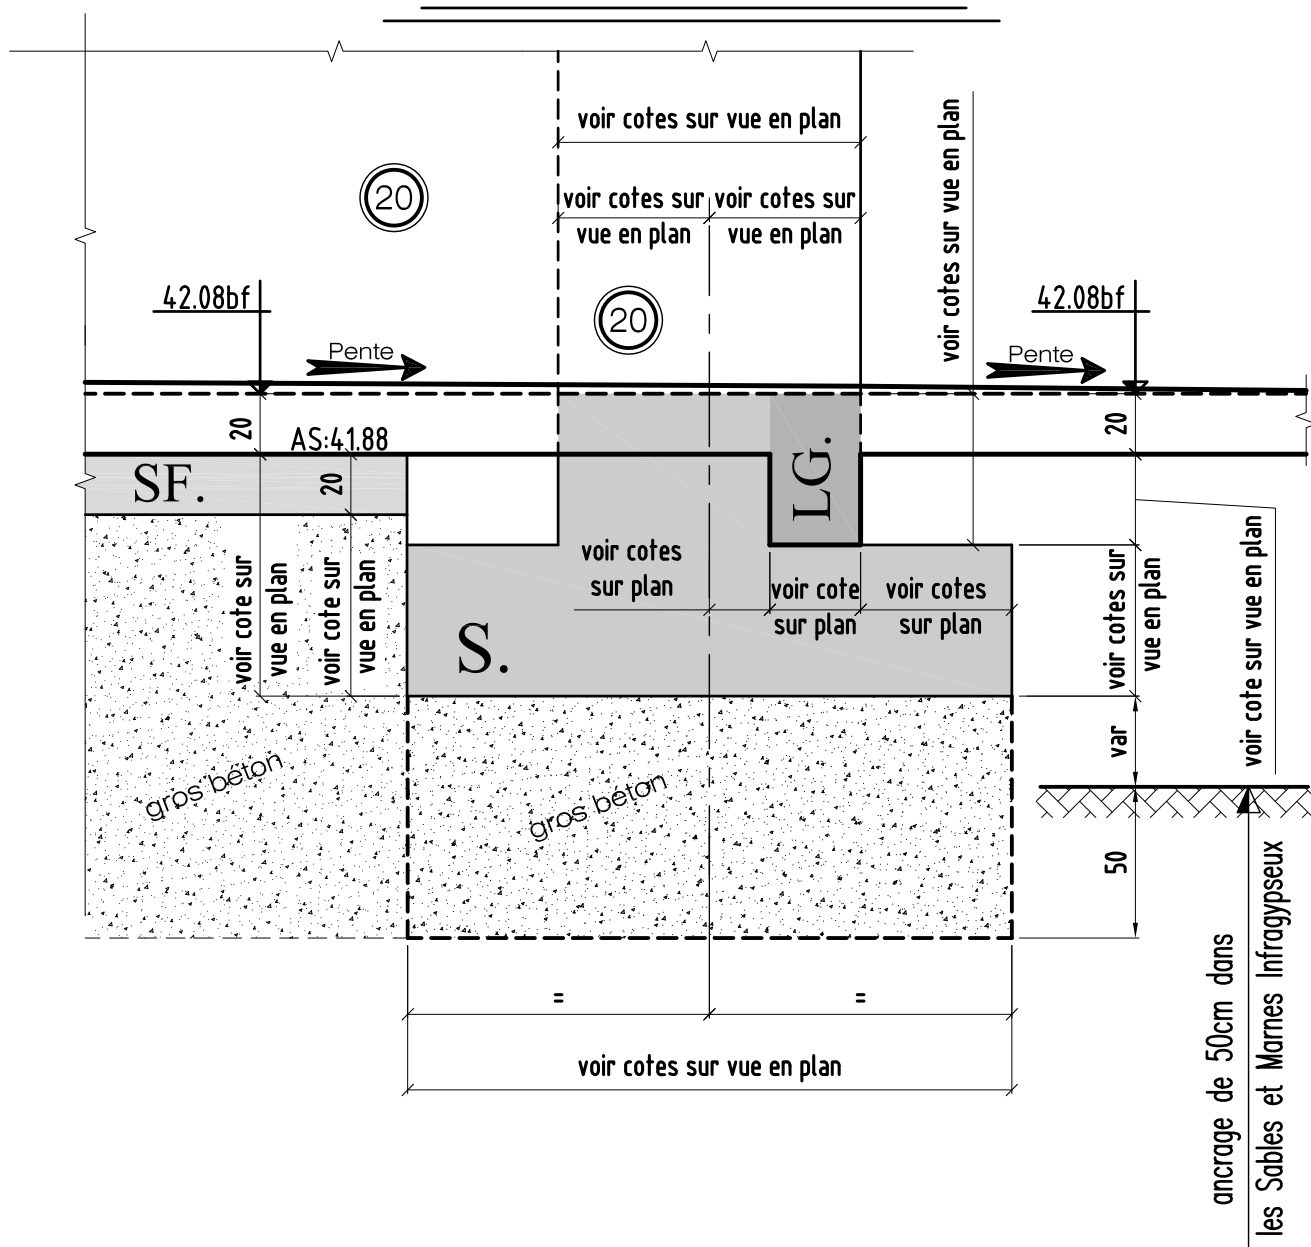 voir cotes sur vue en plan
20
voir cotes sur
vue en plan
voir cotes sur
vue en plan
voir cotes sur vue en plan
42.08bf
20
42.08bf
Pente
Pente
20
AS:41.88
20
SF.
20
LG.
voir cote sur
vue en plan
voir cote sur
vue en plan
voir cotes
sur plan
voir cote
sur plan
voir cotes
sur plan
voir cotes sur
vue en plan
voir cote sur vue en plan
S.
var
gros béton
gros béton
50
=
=
voir cotes sur vue en plan
ancrage de 50cm dans
les Sables et Marnes Infragypseux